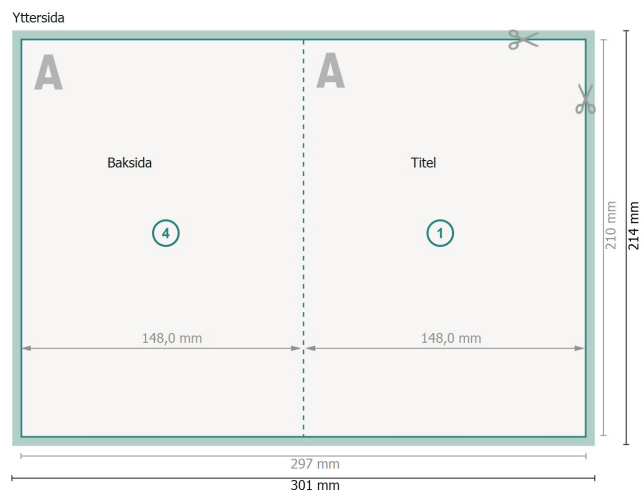 Yttersida
A
A
Baksida
Titel
4
1
148,0 mm
148,0 mm
210 mm
214 mm
297 mm
301 mm